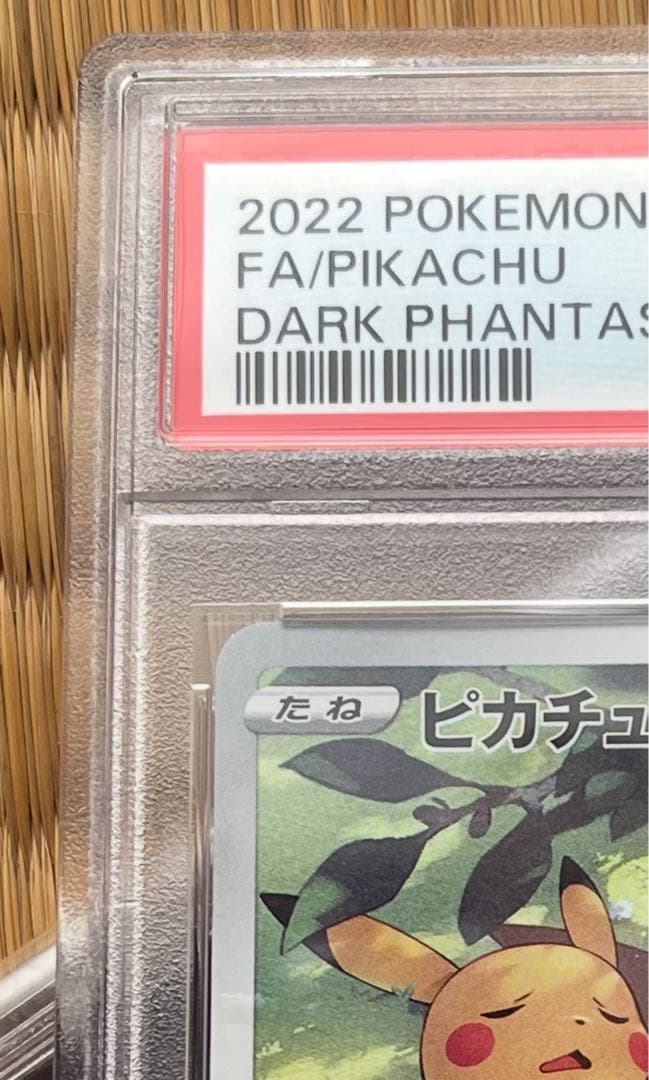 2022 POKEMON
FA/PIKACHU
DARK PHANTAS
たね
ピカチュ